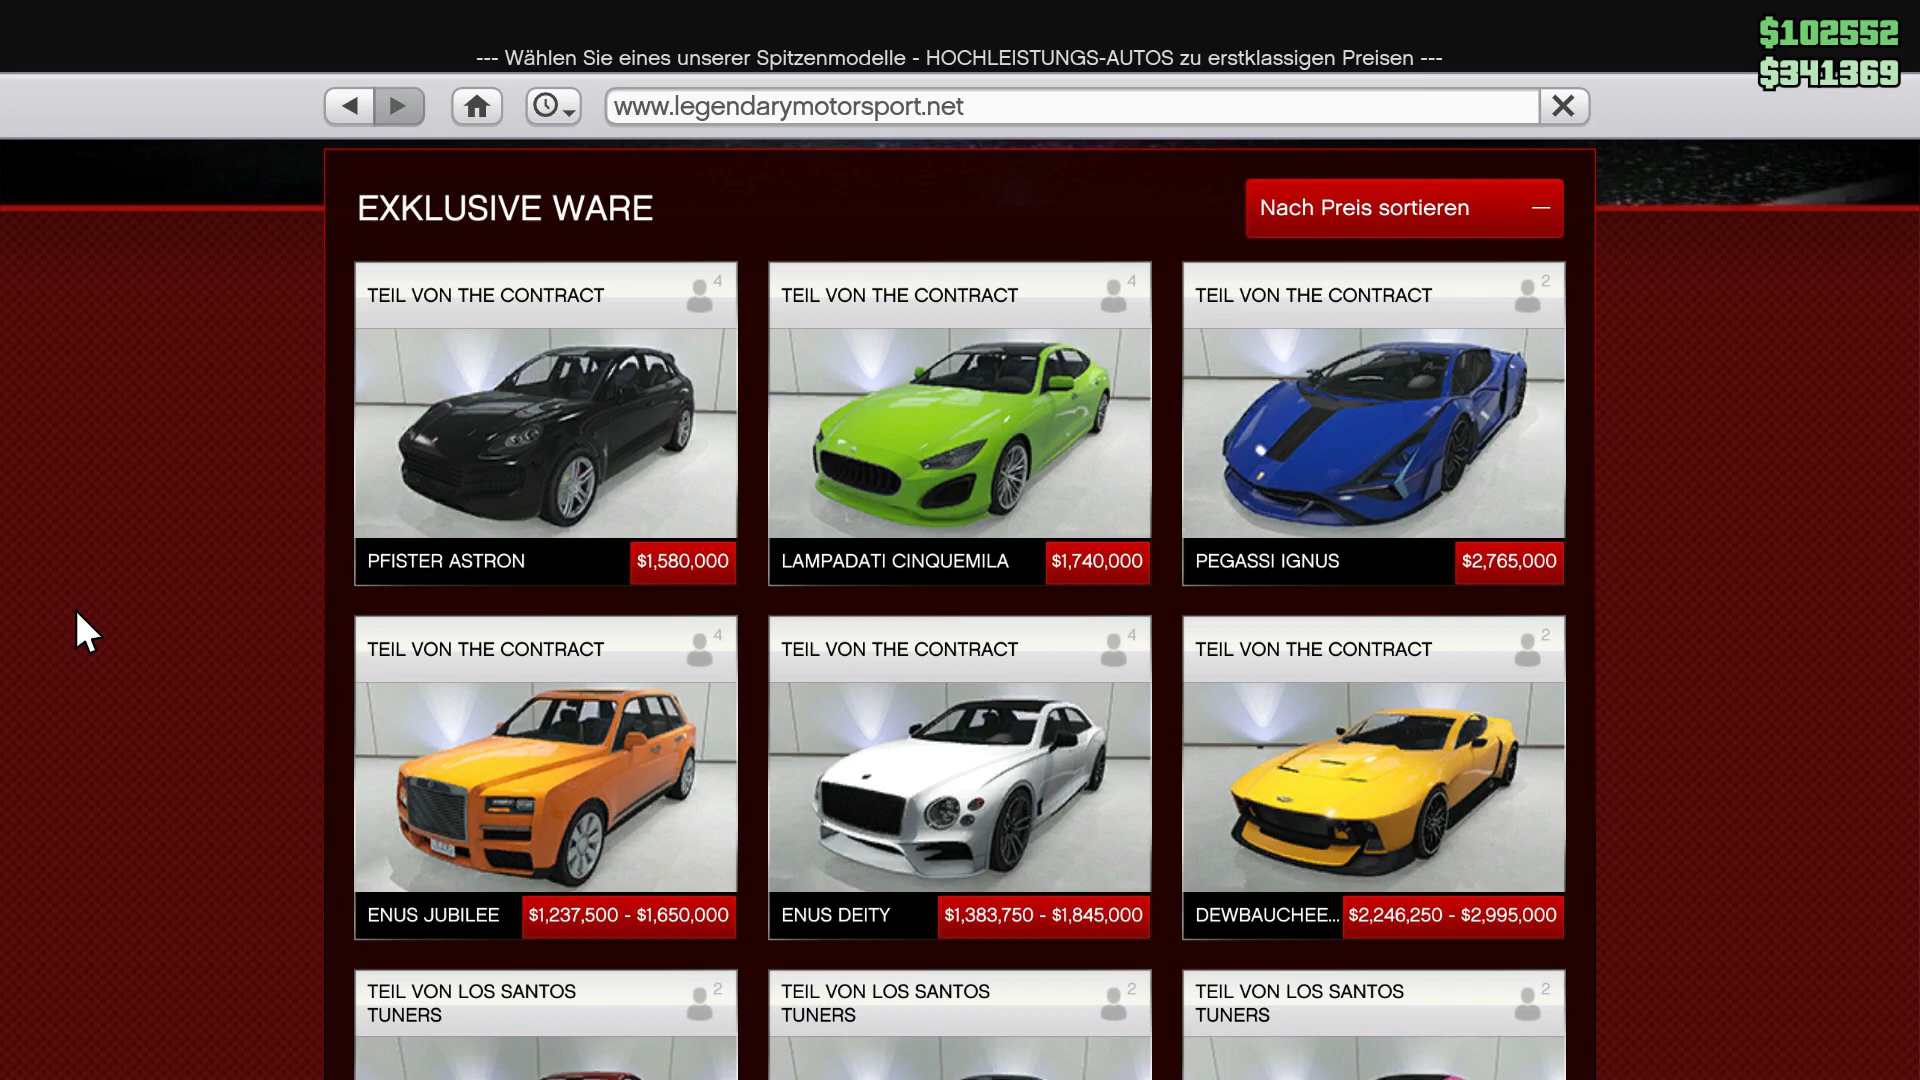 $102552
--- Wählen Sie eines unserer Spitzenmodelle - HOCHLEISTUNGS-AUTOS zu erstklassigen Preisen ---
$341369
www.legendarymotorsport.net
EXKLUSIVE WARE
Nach Preis sortieren
TEIL VON THE CONTRACT 4
TEIL VON THE CONTRACT 4
TEIL VON THE CONTRACT 2
PFISTER ASTRON $1,580,000
LAMPADATI CINQUEMILA $1,740,000
PEGASSI IGNUS $2,765,000
TEIL VON THE CONTRACT 4
TEIL VON THE CONTRACT 4
TEIL VON THE CONTRACT 2
ENUS JUBILEE $1,237,500 - $1,650,000
ENUS DEITY $1,383,750 - $1,845,000
DEWBAUCHEE... $2,246,250 - $2,995,000
TEIL VON LOS SANTOS 2
TUNERS
TEIL VON LOS SANTOS 2
TUNERS
TEIL VON LOS SANTOS 2
TUNERS